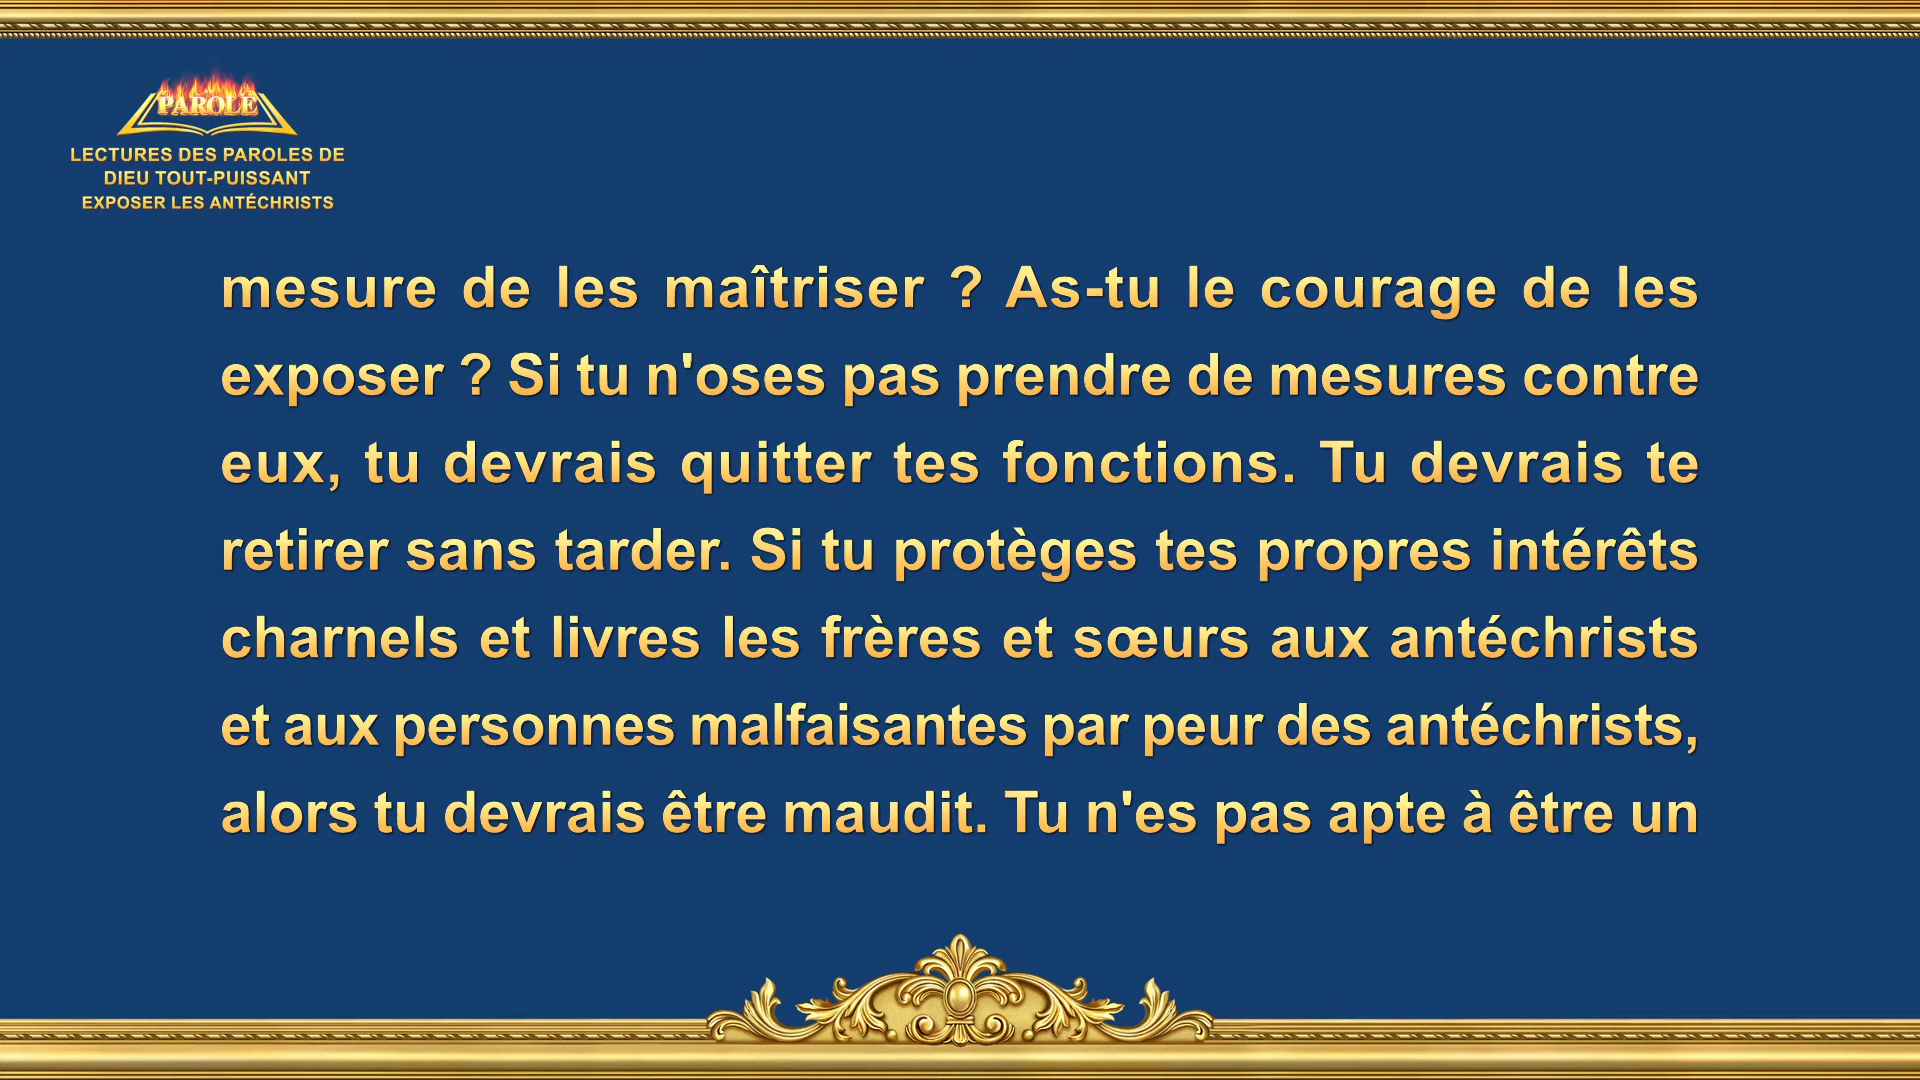 PAROLE
LECTURES DES PAROLES DE
DIEU TOUT-PUISSANT
EXPOSER LES ANTÉCHRISTS
mesure de les maîtriser ? As-tu le courage de les
exposer ? Si tu n'oses pas prendre de mesures contre
eux, tu devrais quitter tes fonctions. Tu devrais te
retirer sans tarder. Si tu protèges tes propres intérêts
charnels et livres les frères et sœurs aux antéchrists
et aux personnes malfaisantes par peur des antéchrists,
alors tu devrais être maudit. Tu n'es pas apte à être un